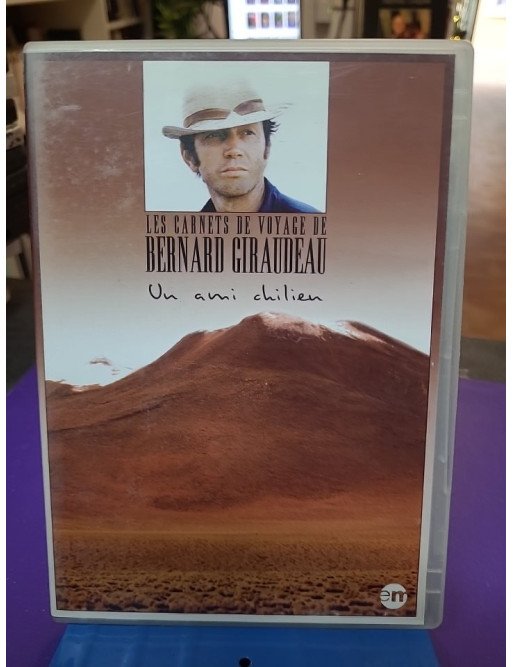 LES CARNETS DE VOYAGE DE
BERNARD GIRAUDEAU
Un ami chilien
em